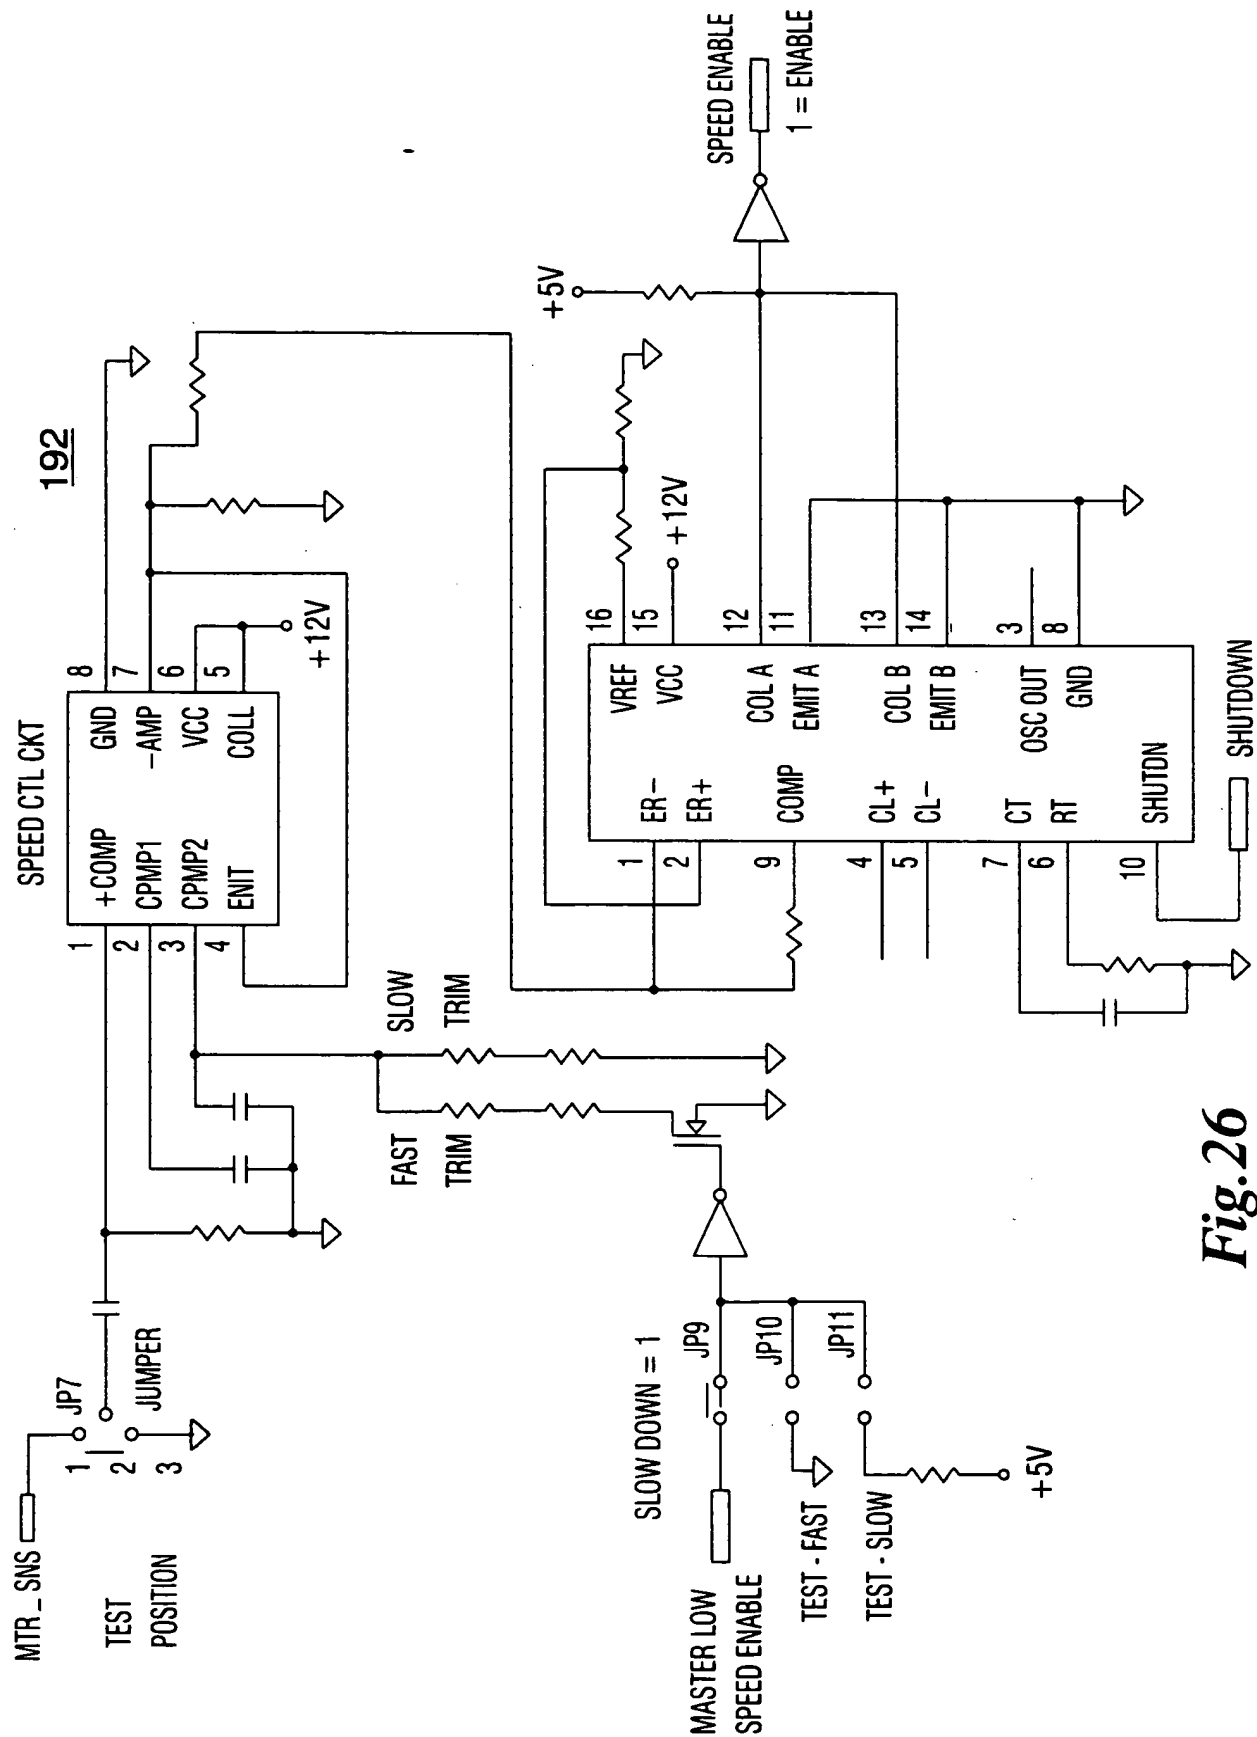 192
SPEED CTL CKT
MTR_SNS
TEST
POSITION
1
2
3
JP7
JUMPER
1
2
3
4
+COMP
CPMP1
CPMP2
ENIT
GND
-AMP
VCC
COLL
8
7
6
5
+12V
SLOW
TRIM
FAST
TRIM
SLOW DOWN = 1
MASTER LOW
SPEED ENABLE
JP9
TEST - FAST
JP10
TEST - SLOW
JP11
+5V
1
2
9
4
5
7
6
10
ER-
ER+
COMP
CL+
CL-
CT
RT
SHUTDN
VREF
VCC
COL A
EMIT A
COL B
EMIT B
OSC OUT
GND
16
15
12
11
13
14
3
8
+12V
+5V
SPEED ENABLE
1 = ENABLE
SHUTDOWN
Fig.26